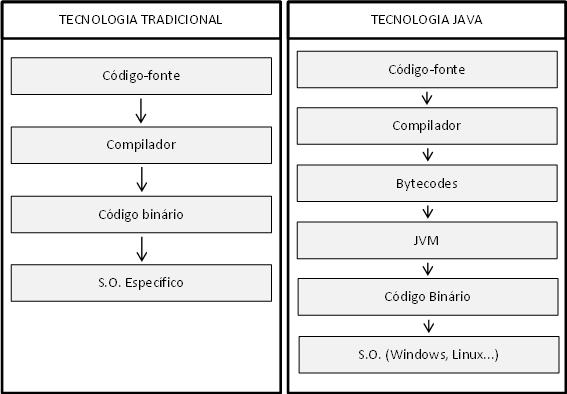 TECNOLOGIA TRADICIONAL
Código-fonte
Compilador
Código binário
S.O. Específico
TECNOLOGIA JAVA
Código-fonte
Compilador
Bytecodes
JVM
Código Binário
S.O. (Windows, Linux...)